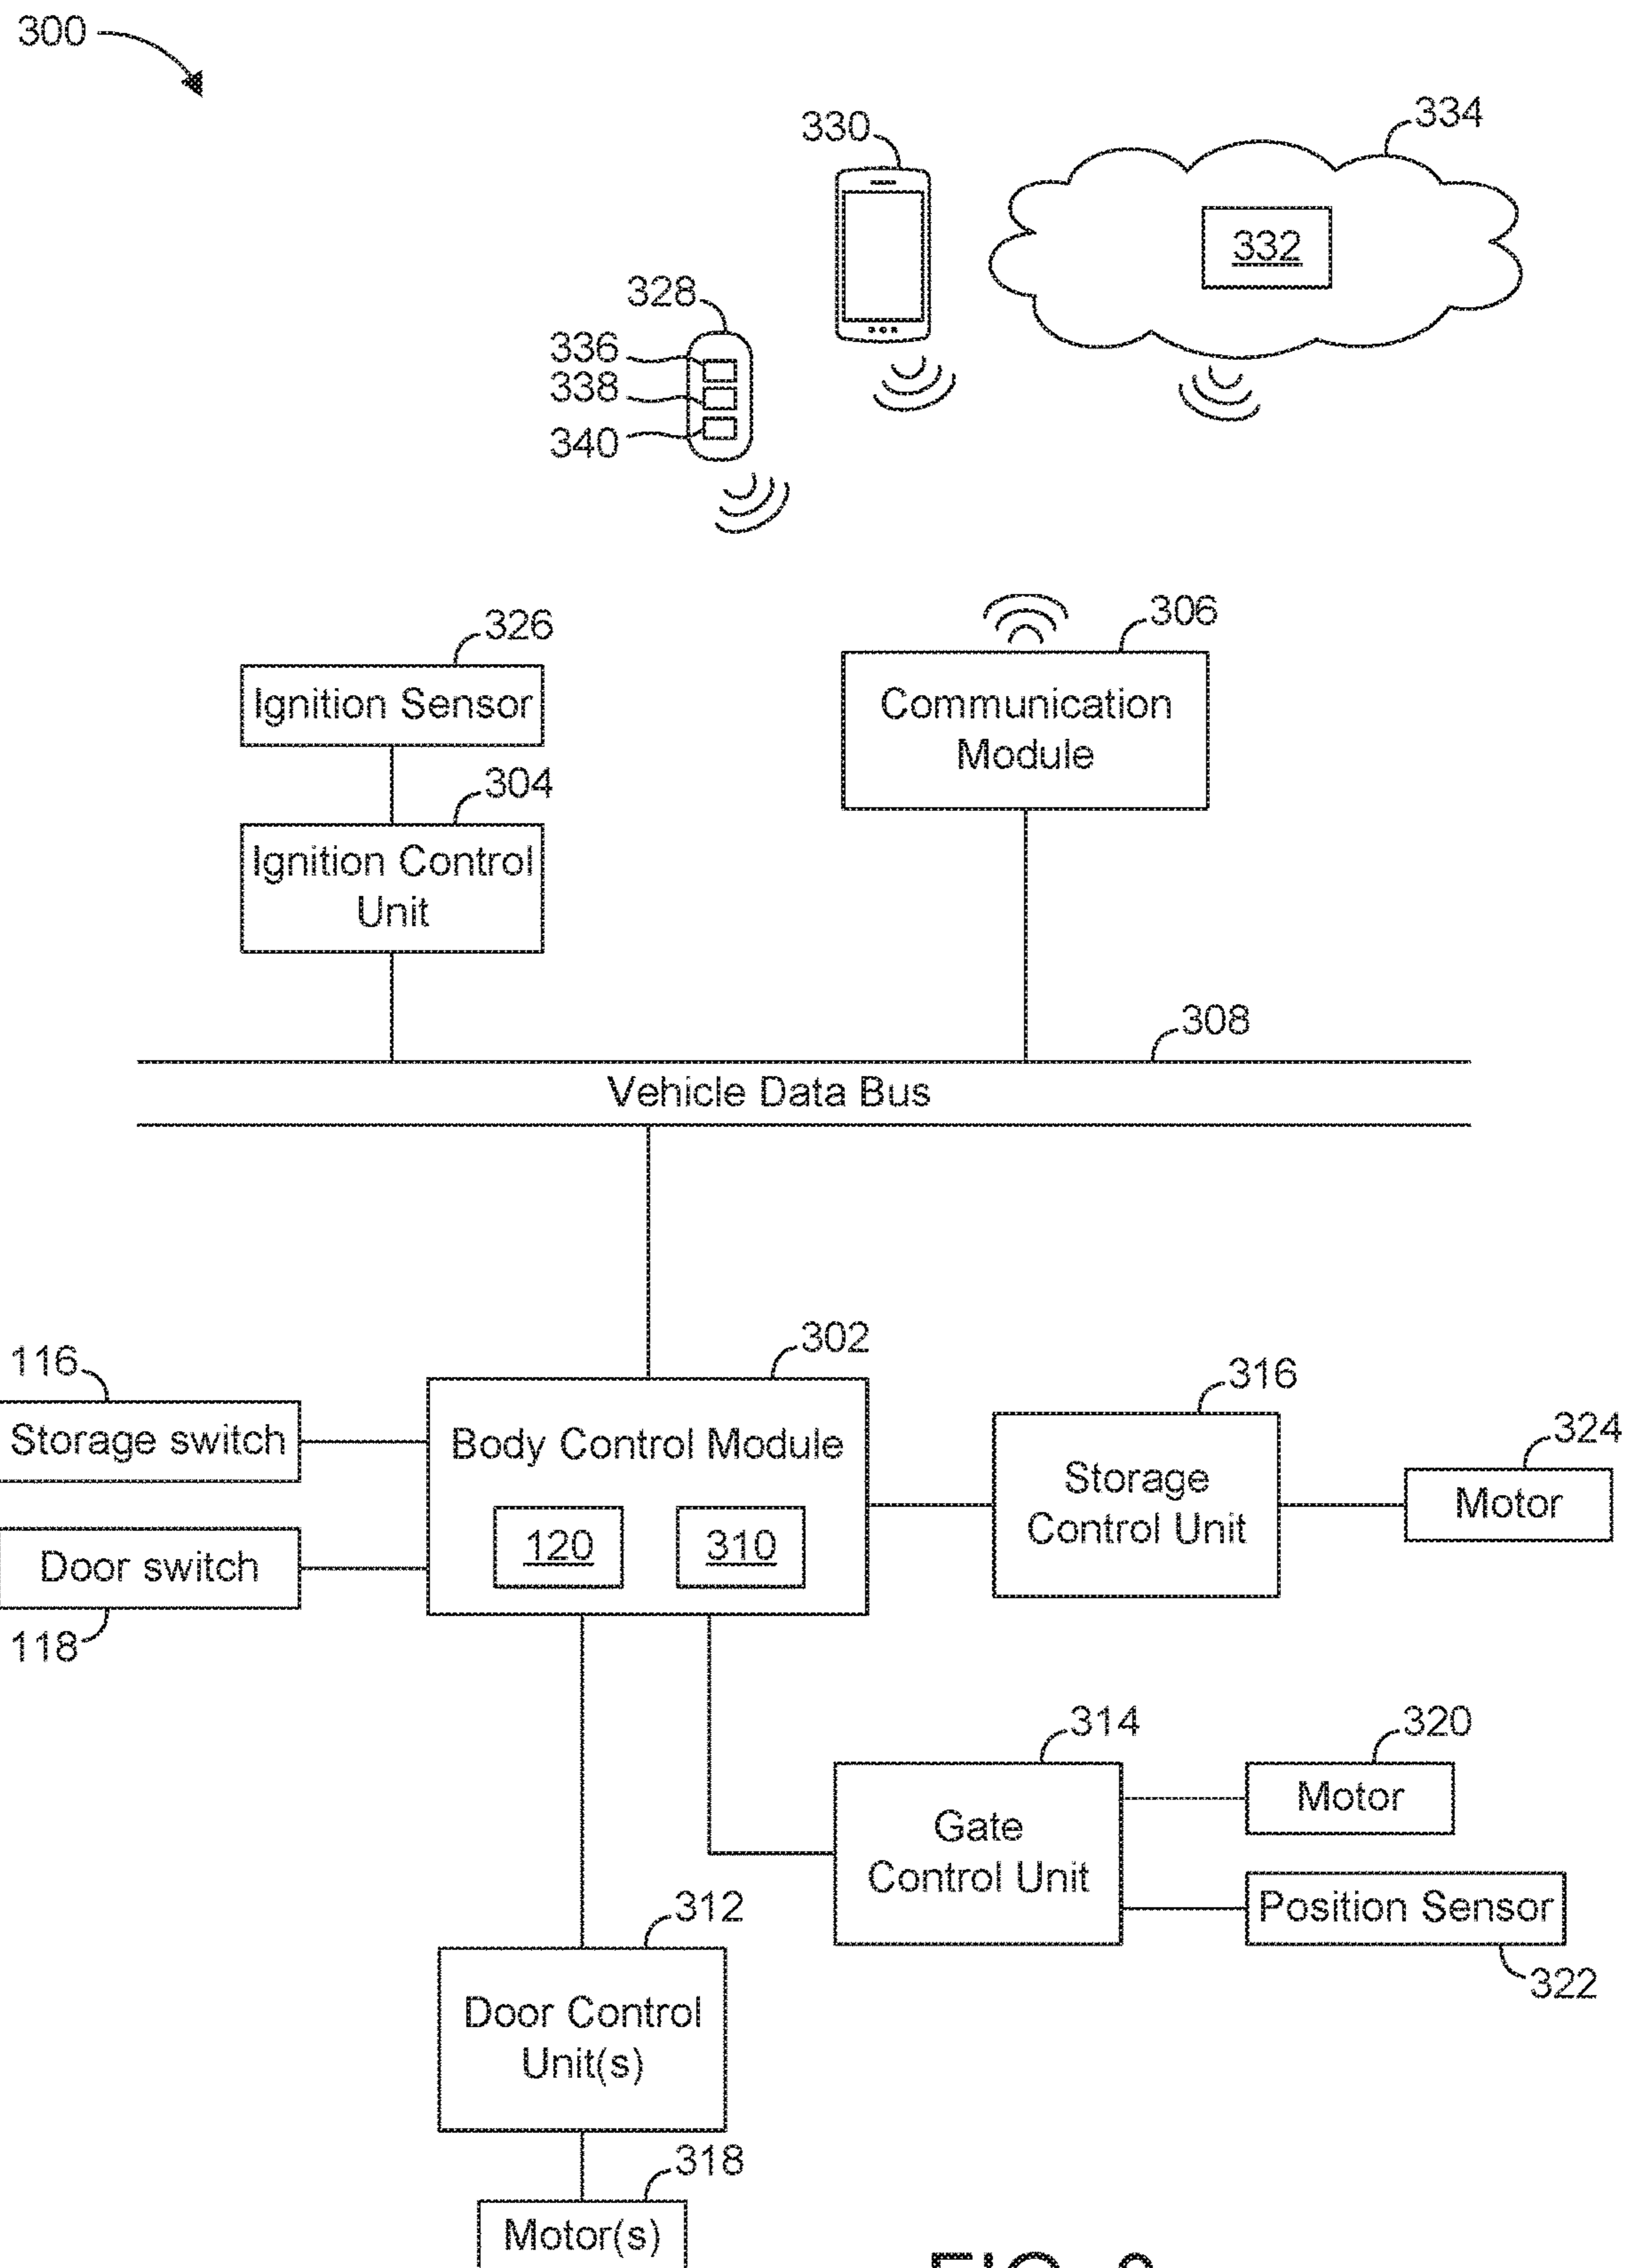 300
330
334
332
328
336
338
340
326
306
Ignition Sensor
Communication
Module
304
Ignition Control
Unit
308
Vehicle Data Bus
302
116
316
Storage switch
Body Control Module
324
Storage
Control Unit
Motor
Door switch
120
310
118
314
320
Motor
Gate
Control Unit
312
Position Sensor
322
Door Control
Unit(s)
318
Motor(s)